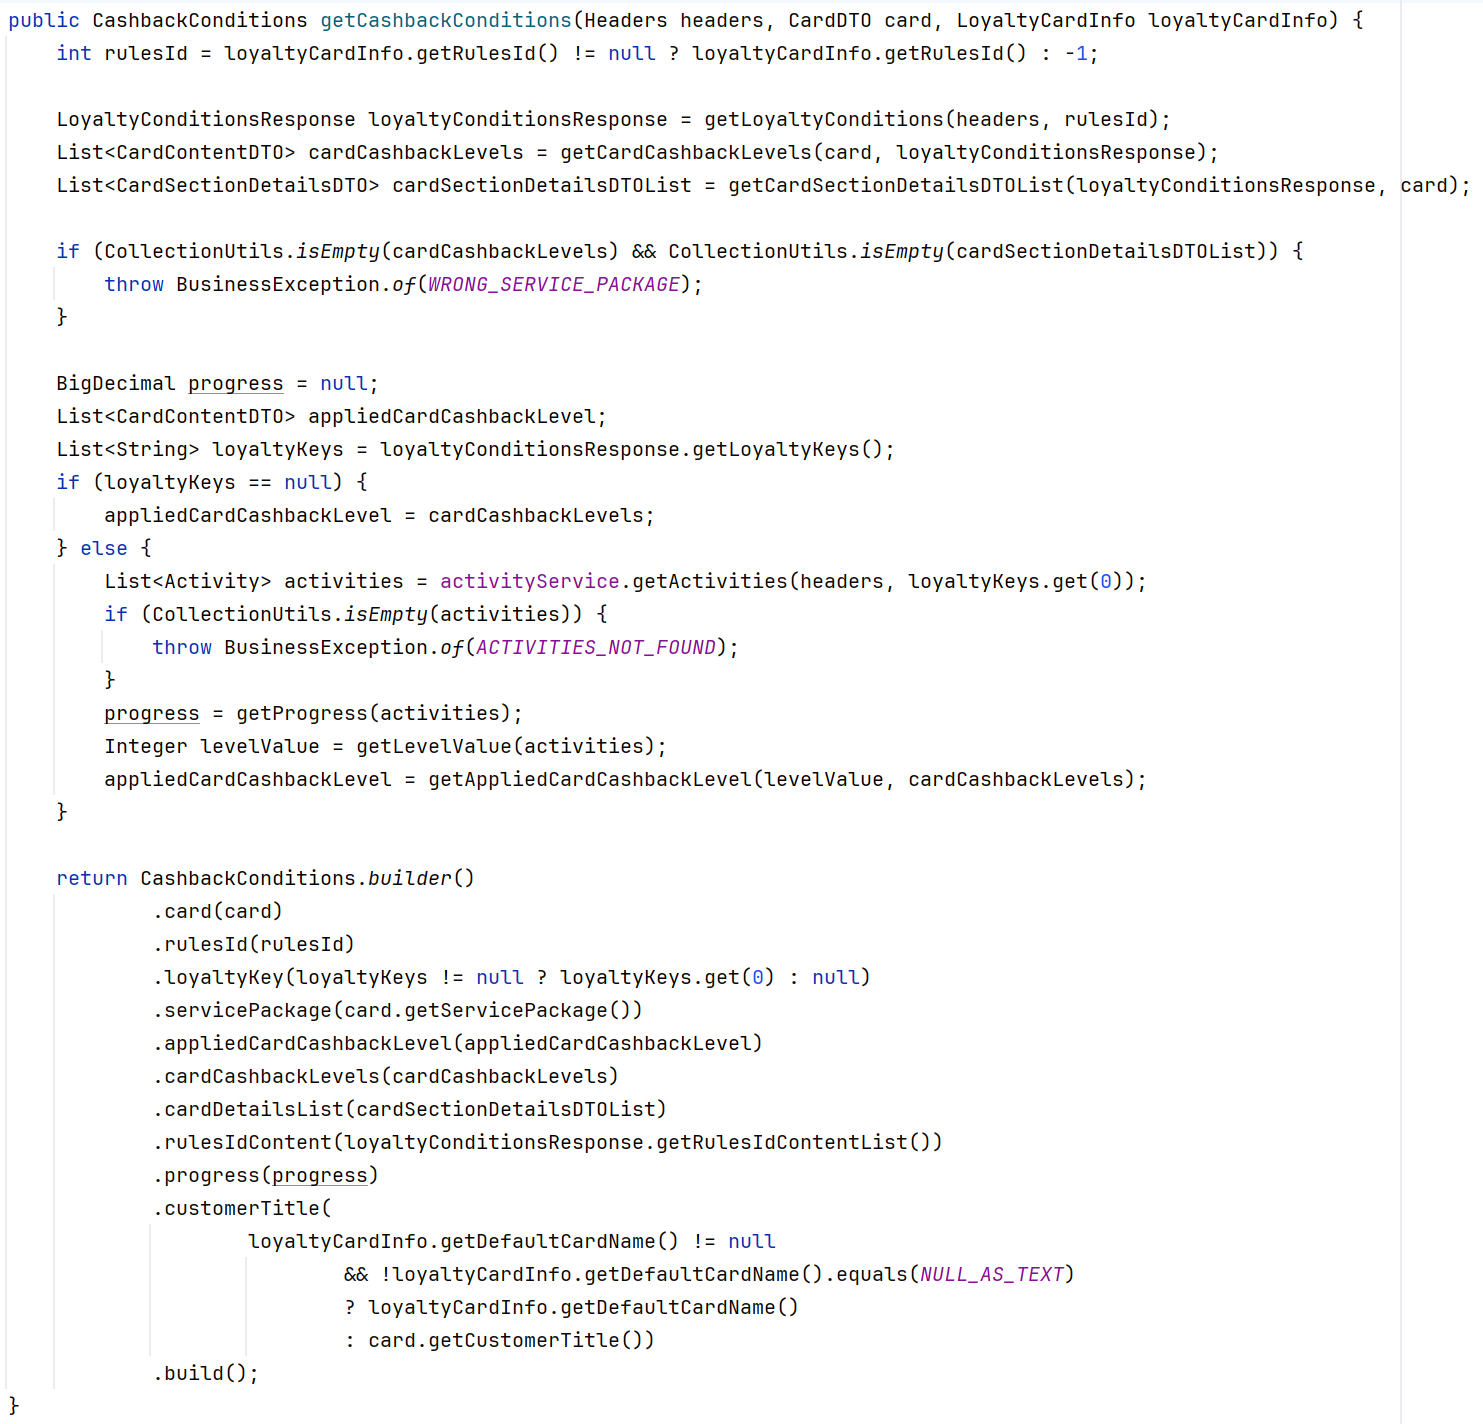 public CashbackConditions getCashbackConditions(Headers headers, CardDTO card, LoyaltyCardInfo loyaltyCardInfo) {
    int rulesId = loyaltyCardInfo.getRulesId() != null ? loyaltyCardInfo.getRulesId() : -1;

    LoyaltyConditionsResponse loyaltyConditionsResponse = getLoyaltyConditions(headers, rulesId);
    List<CardContentDTO> cardCashbackLevels = getCardCashbackLevels(card, loyaltyConditionsResponse);
    List<CardSectionDetailsDTO> cardSectionDetailsDTOList = getCardSectionDetailsDTOList(loyaltyConditionsResponse, card);

    if (CollectionUtils.isEmpty(cardCashbackLevels) && CollectionUtils.isEmpty(cardSectionDetailsDTOList)) {
        throw BusinessException.of(WRONG_SERVICE_PACKAGE);
    }

    BigDecimal progress = null;
    List<CardContentDTO> appliedCardCashbackLevel;
    List<String> loyaltyKeys = loyaltyConditionsResponse.getLoyaltyKeys();
    if (loyaltyKeys == null) {
        appliedCardCashbackLevel = cardCashbackLevels;
    } else {
        List<Activity> activities = activityService.getActivities(headers, loyaltyKeys.get(0));
        if (CollectionUtils.isEmpty(activities)) {
            throw BusinessException.of(ACTIVITIES_NOT_FOUND);
        }
        progress = getProgress(activities);
        Integer levelValue = getLevelValue(activities);
        appliedCardCashbackLevel = getAppliedCardCashbackLevel(levelValue, cardCashbackLevels);
    }

    return CashbackConditions.builder()
            .card(card)
            .rulesId(rulesId)
            .loyaltyKey(loyaltyKeys != null ? loyaltyKeys.get(0) : null)
            .servicePackage(card.getServicePackage())
            .appliedCardCashbackLevel(appliedCardCashbackLevel)
            .cardCashbackLevels(cardCashbackLevels)
            .cardDetailsList(cardSectionDetailsDTOList)
            .rulesIdContent(loyaltyConditionsResponse.getRulesIdContentList())
            .progress(progress)
            .customerTitle(
                    loyaltyCardInfo.getDefaultCardName() != null
                            && !loyaltyCardInfo.getDefaultCardName().equals(NULL_AS_TEXT)
                            ? loyaltyCardInfo.getDefaultCardName()
                            : card.getCustomerTitle())
            .build();
}